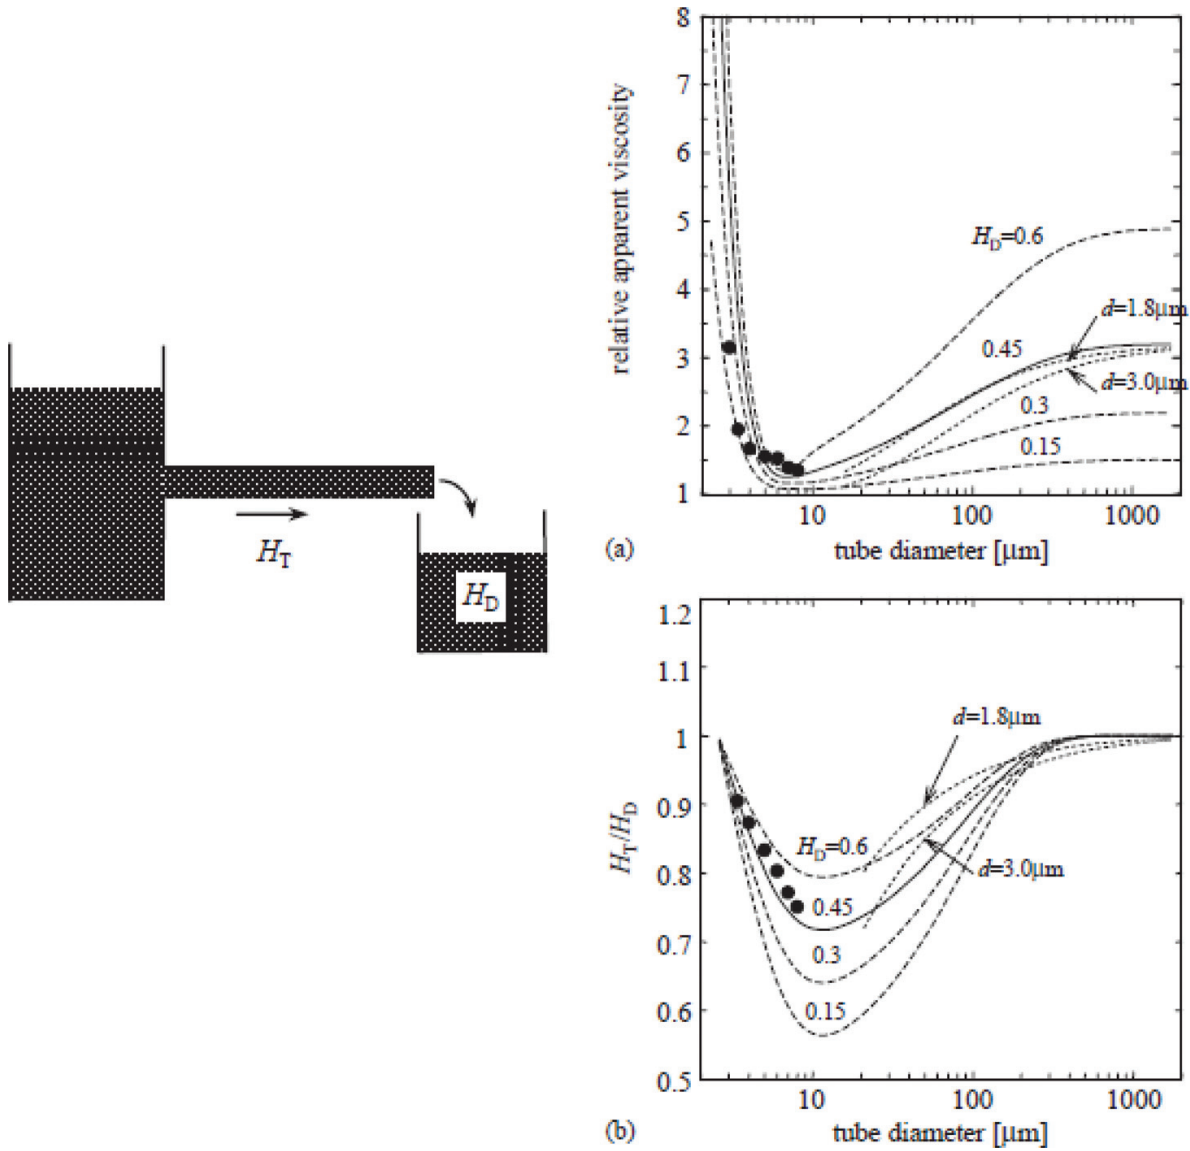 H_T
H_D
8
7
6
5
4
3
2
1
relative apparent viscosity
H_D=0.6
d=1.8µm
0.45
d=3.0µm
0.3
0.15
10
100
1000
(a)
tube diameter [µm]
1.2
1.1
1
0.9
0.8
0.7
0.6
0.5
H_T/H_D
d=1.8µm
H_D=0.6
d=3.0µm
0.45
0.3
0.15
10
100
1000
(b)
tube diameter [µm]